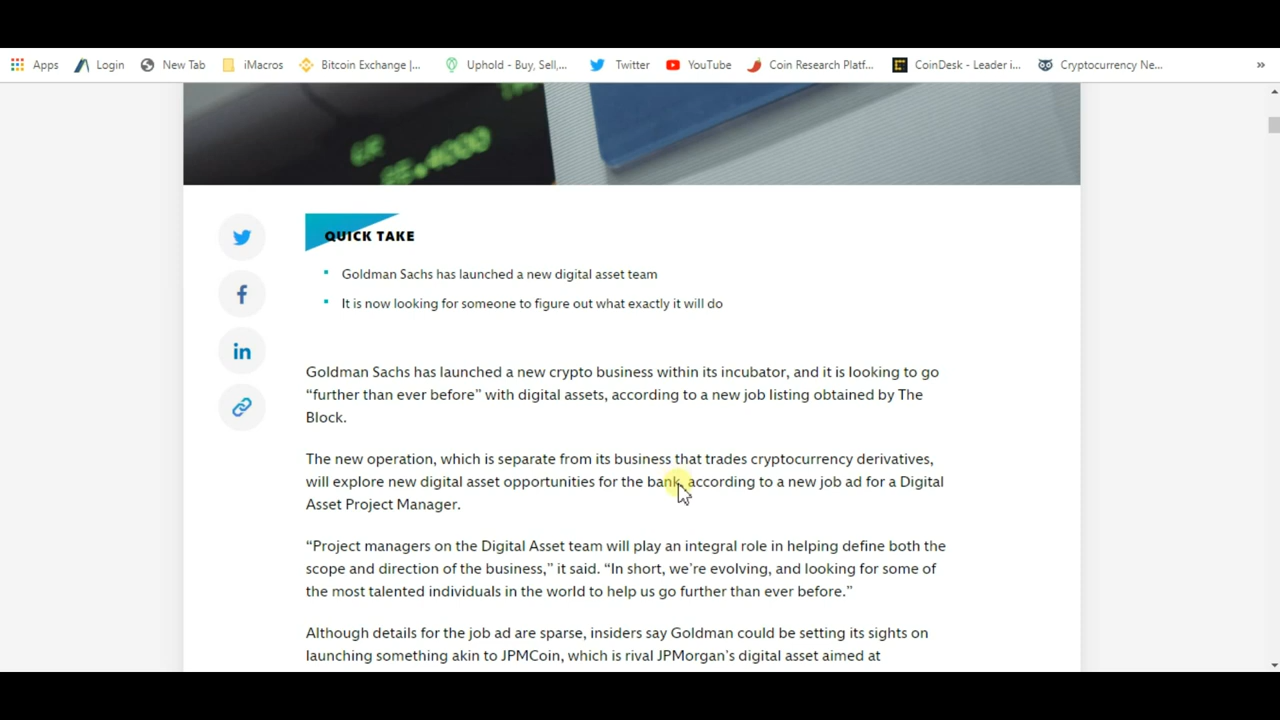 Apps Login New Tab iMacros Bitcoin Exchange |... Uphold - Buy, Sell,... Twitter YouTube Coin Research Platf... CoinDesk - Leader i... Cryptocurrency Ne... »
QUICK TAKE
Goldman Sachs has launched a new digital asset team
It is now looking for someone to figure out what exactly it will do
Goldman Sachs has launched a new crypto business within its incubator, and it is looking to go
“further than ever before” with digital assets, according to a new job listing obtained by The
Block.
The new operation, which is separate from its business that trades cryptocurrency derivatives,
will explore new digital asset opportunities for the bank, according to a new job ad for a Digital
Asset Project Manager.
“Project managers on the Digital Asset team will play an integral role in helping define both the
scope and direction of the business,” it said. “In short, we’re evolving, and looking for some of
the most talented individuals in the world to help us go further than ever before.”
Although details for the job ad are sparse, insiders say Goldman could be setting its sights on
launching something akin to JPMCoin, which is rival JPMorgan’s digital asset aimed at